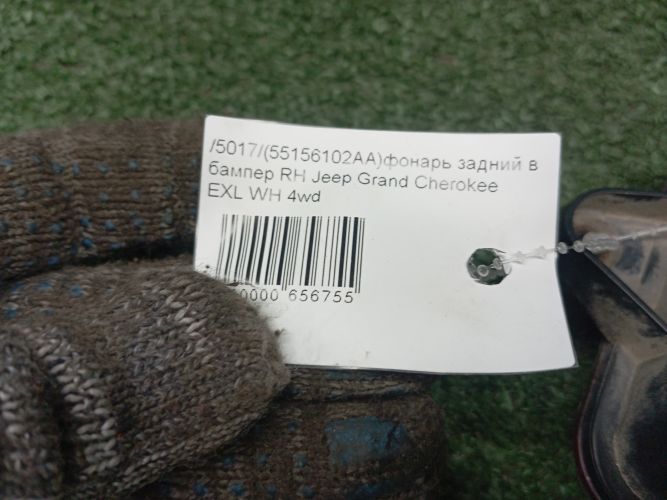 /5017/(55156102AA)фонарь задний в
бампер RH Jeep Grand Cherokee
EXL WH 4wd
0000 656755